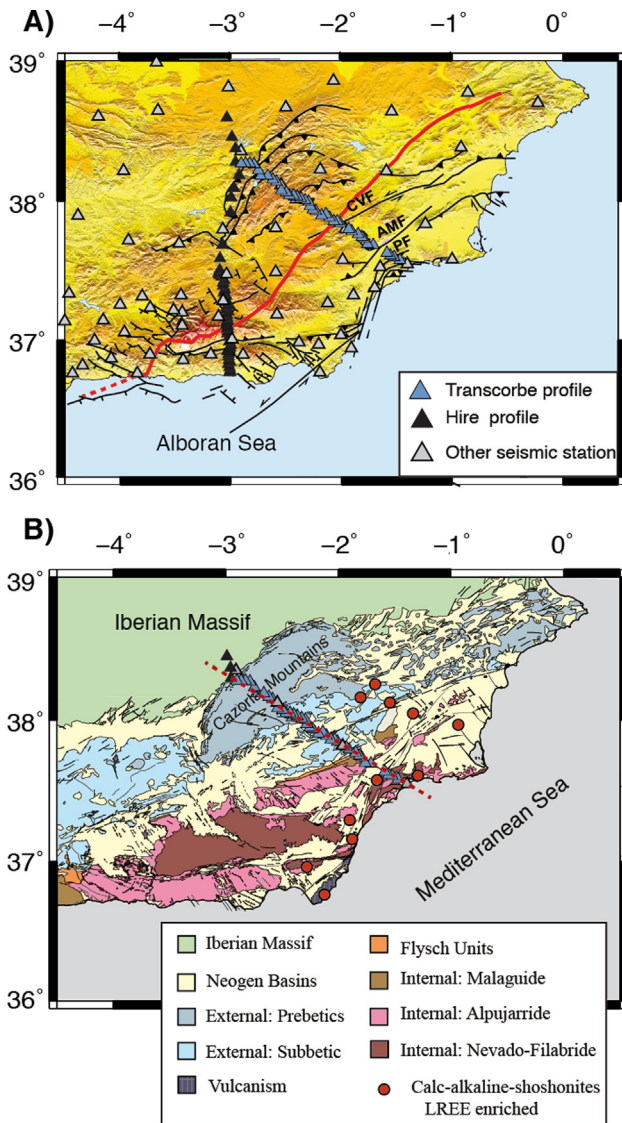 A)
−4° −3° −2° −1° 0°
39°
38°
37°
36°
CVF
AMF
PF
Alboran Sea
Transcorbe profile
Hire profile
Other seismic station
B)
−4° −3° −2° −1° 0°
39°
38°
37°
36°
Iberian Massif
Cazorla Mountains
Mediterranean Sea
Iberian Massif
Neogen Basins
External: Prebetics
External: Subbetic
Vulcanism
Flysch Units
Internal: Malaguide
Internal: Alpujarride
Internal: Nevado-Filabride
Calc-alkaline-shoshonites
LREE enriched